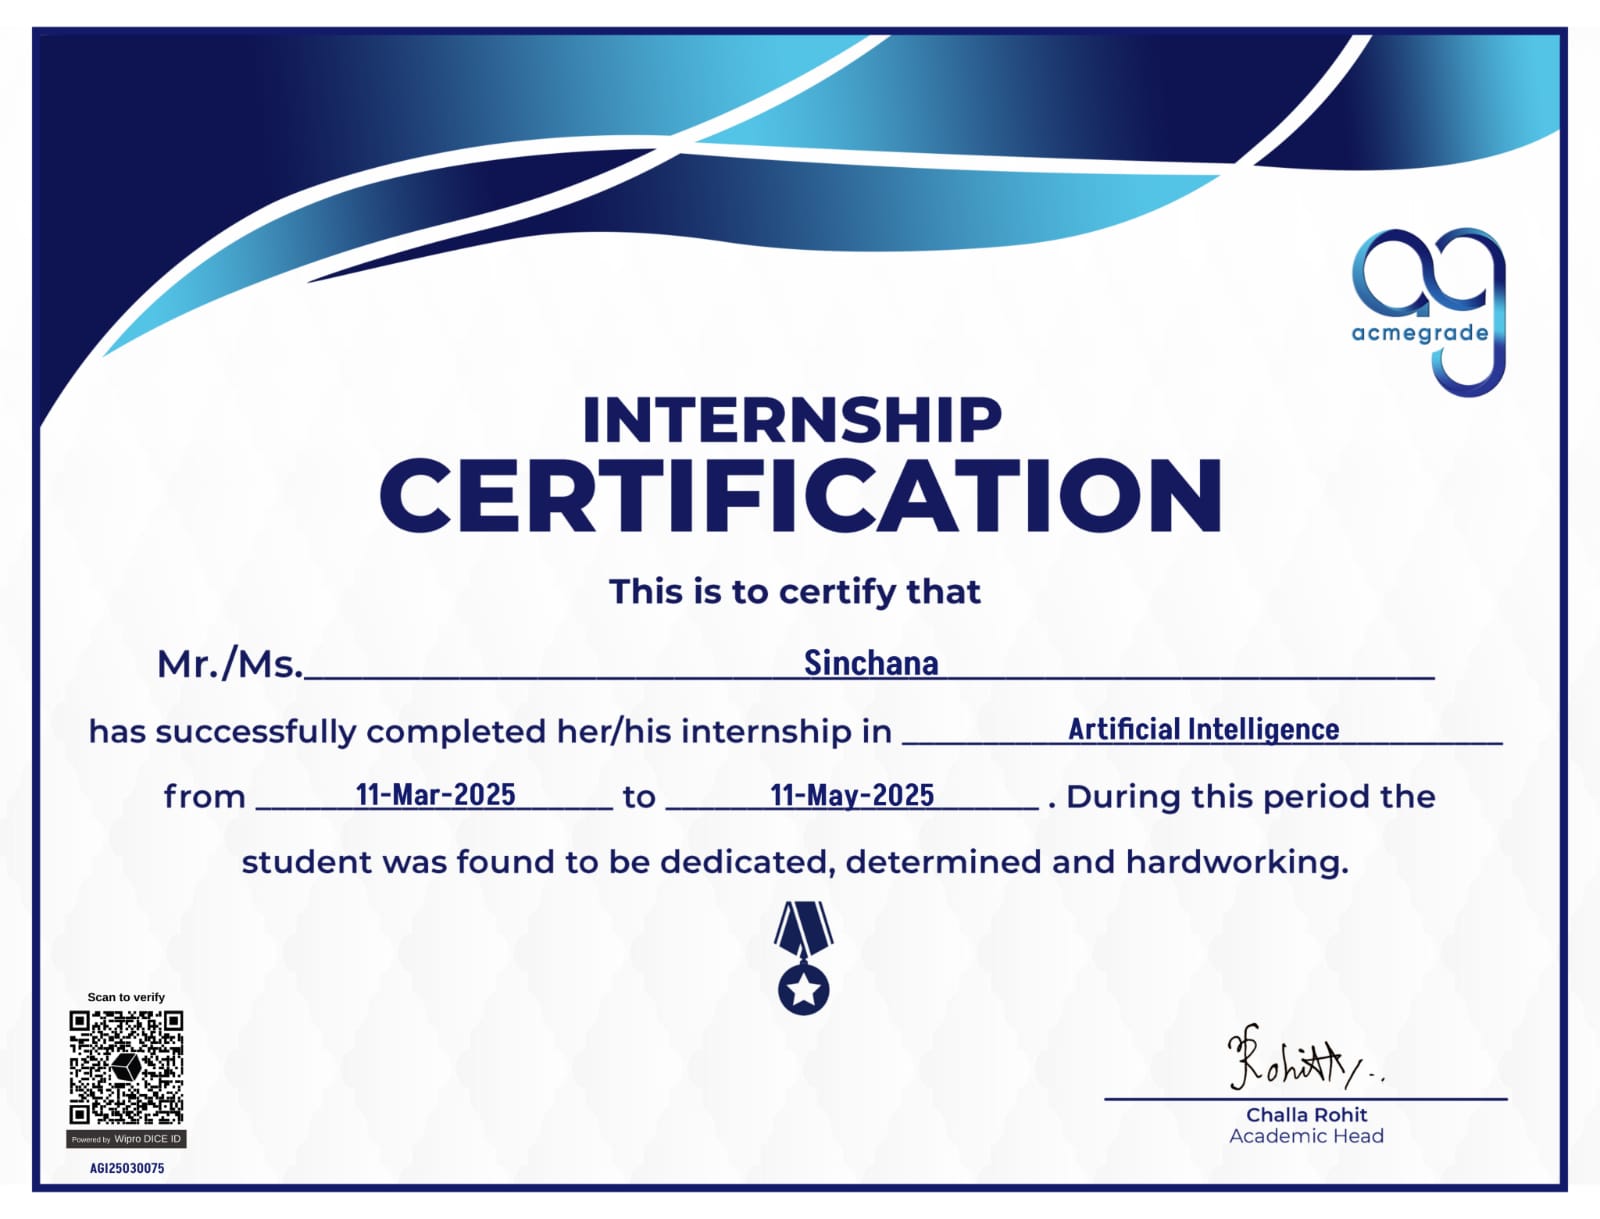 acmegrade
INTERNSHIP
CERTIFICATION
This is to certify that
Mr./Ms. Sinchana
has successfully completed her/his internship in Artificial Intelligence
from 11-Mar-2025 to 11-May-2025 . During this period the
student was found to be dedicated, determined and hardworking.
Scan to verify
Powered by Wipro DICE ID
AGI25030075
Rohith
Challa Rohit
Academic Head